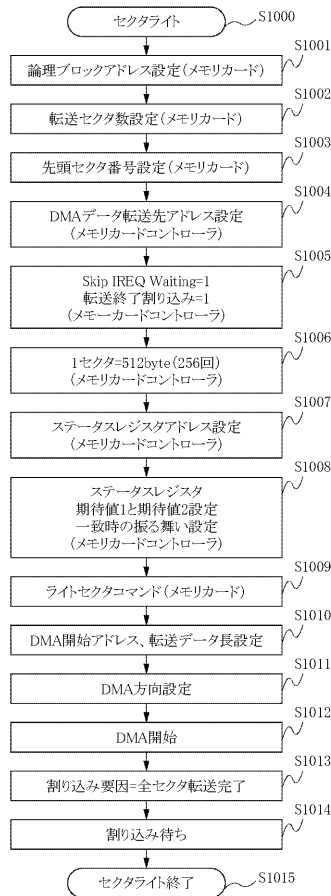 セクタライト
S1000
S1001
論理ブロックアドレス設定(メモリカード)
S1002
転送セクタ数設定(メモリカード)
S1003
先頭セクタ番号設定(メモリカード)
S1004
DMAデータ転送先アドレス設定
(メモリカードコントローラ)
S1005
Skip IREQ Waiting=1
転送終了割り込み=1
(メモーカードコントローラ)
S1006
1セクタ=512byte(256回)
(メモリカードコントローラ)
S1007
ステータスレジスタアドレス設定
(メモリカードコントローラ)
S1008
ステータスレジスタ
期待値1と期待値2設定
一致時の振る舞い設定
(メモリカードコントローラ)
S1009
ライトセクタコマンド(メモリカード)
S1010
DMA開始アドレス、転送データ長設定
S1011
DMA方向設定
S1012
DMA開始
S1013
割り込み要因=全セクタ転送完了
S1014
割り込み待ち
セクタライト終了
S1015